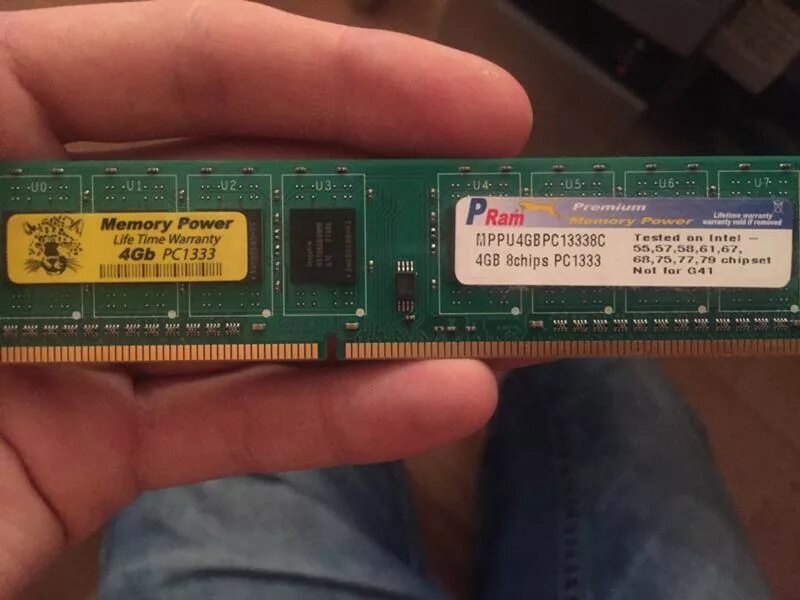 U0 U1 U2 U3 U4 U5 U6 U7
Memory Power
Life Time Warranty
4Gb PC1333
PRam
Premium
Memory Power
Lifetime warranty
warranty void if removed
MPPU4GBPC13338C
4GB 8chips PC1333
Tested on Intel -
55,57,58,61,67,
68,75,77,79 chipset
Not for G41